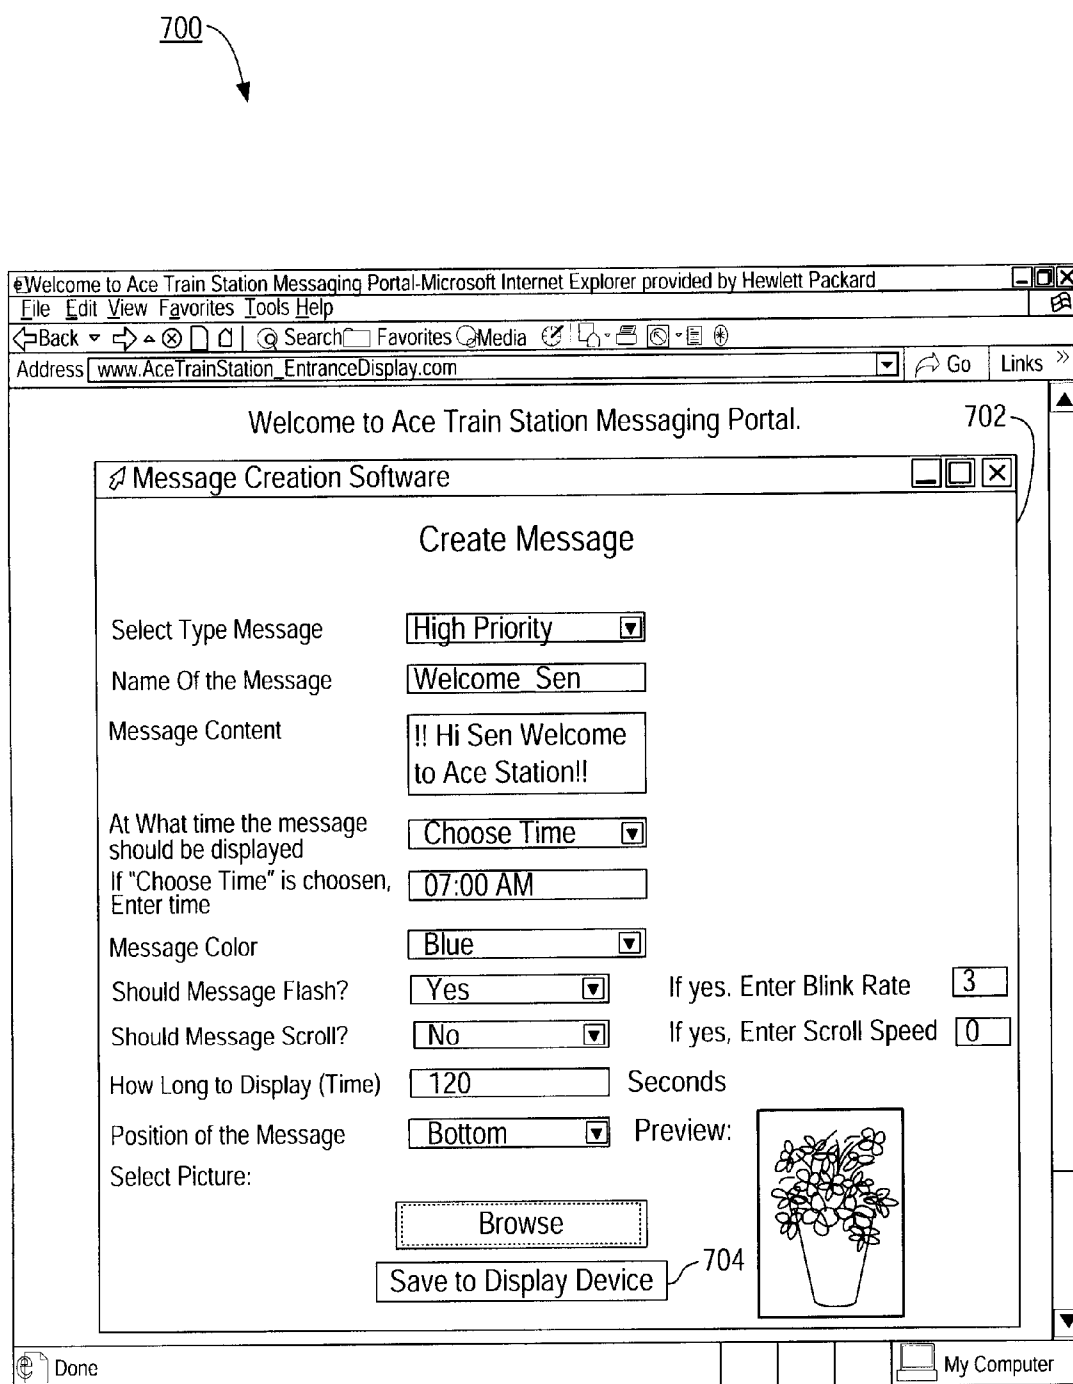 700
Welcome to Ace Train Station Messaging Portal-Microsoft Internet Explorer provided by Hewlett Packard
File Edit View Favorites Tools Help
Back Search Favorites Media
Address www.AceTrainStation_EntranceDisplay.com Go Links »
Welcome to Ace Train Station Messaging Portal. 702
Message Creation Software
Create Message
Select Type Message High Priority
Name Of the Message Welcome_Sen
Message Content !! Hi Sen Welcome
to Ace Station!!
At What time the message
should be displayed Choose Time
If "Choose Time" is choosen,
Enter time 07:00 AM
Message Color Blue
Should Message Flash? Yes If yes. Enter Blink Rate 3
Should Message Scroll? No If yes, Enter Scroll Speed 0
How Long to Display (Time) 120 Seconds
Position of the Message Bottom Preview:
Select Picture:
Browse
Save to Display Device 704
Done My Computer